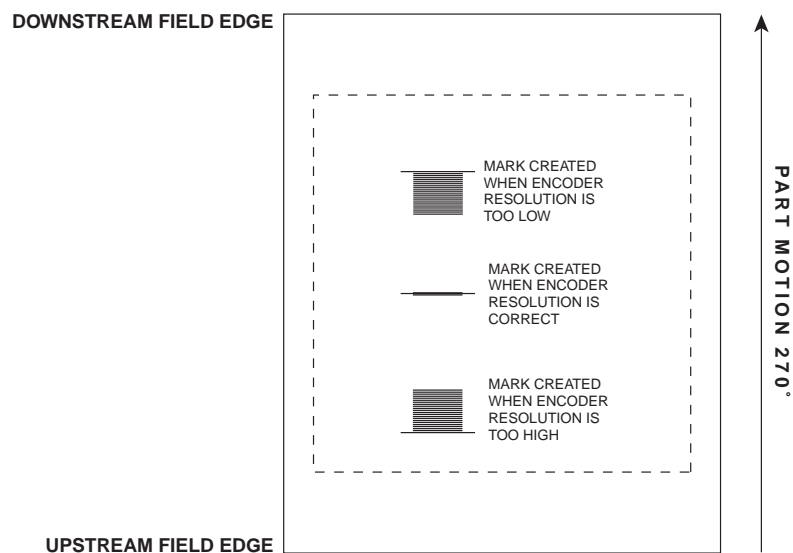 DOWNSTREAM FIELD EDGE
MARK CREATED
WHEN ENCODER
RESOLUTION IS
TOO LOW
MARK CREATED
WHEN ENCODER
RESOLUTION IS
CORRECT
MARK CREATED
WHEN ENCODER
RESOLUTION IS
TOO HIGH
UPSTREAM FIELD EDGE
PART MOTION 270°